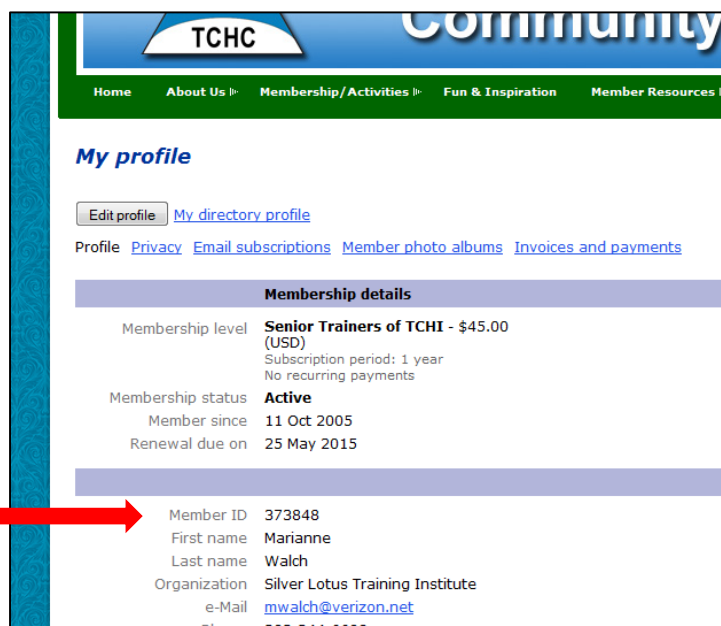 TCHC
Community
Home About Us Membership/Activities Fun & Inspiration Member Resources
My profile
Edit profile My directory profile
Profile Privacy Email subscriptions Member photo albums Invoices and payments
Membership details
Membership level Senior Trainers of TCHI - $45.00
(USD)
Subscription period: 1 year
No recurring payments
Membership status Active
Member since 11 Oct 2005
Renewal due on 25 May 2015
Member ID 373848
First name Marianne
Last name Walch
Organization Silver Lotus Training Institute
e-Mail mwalch@verizon.net